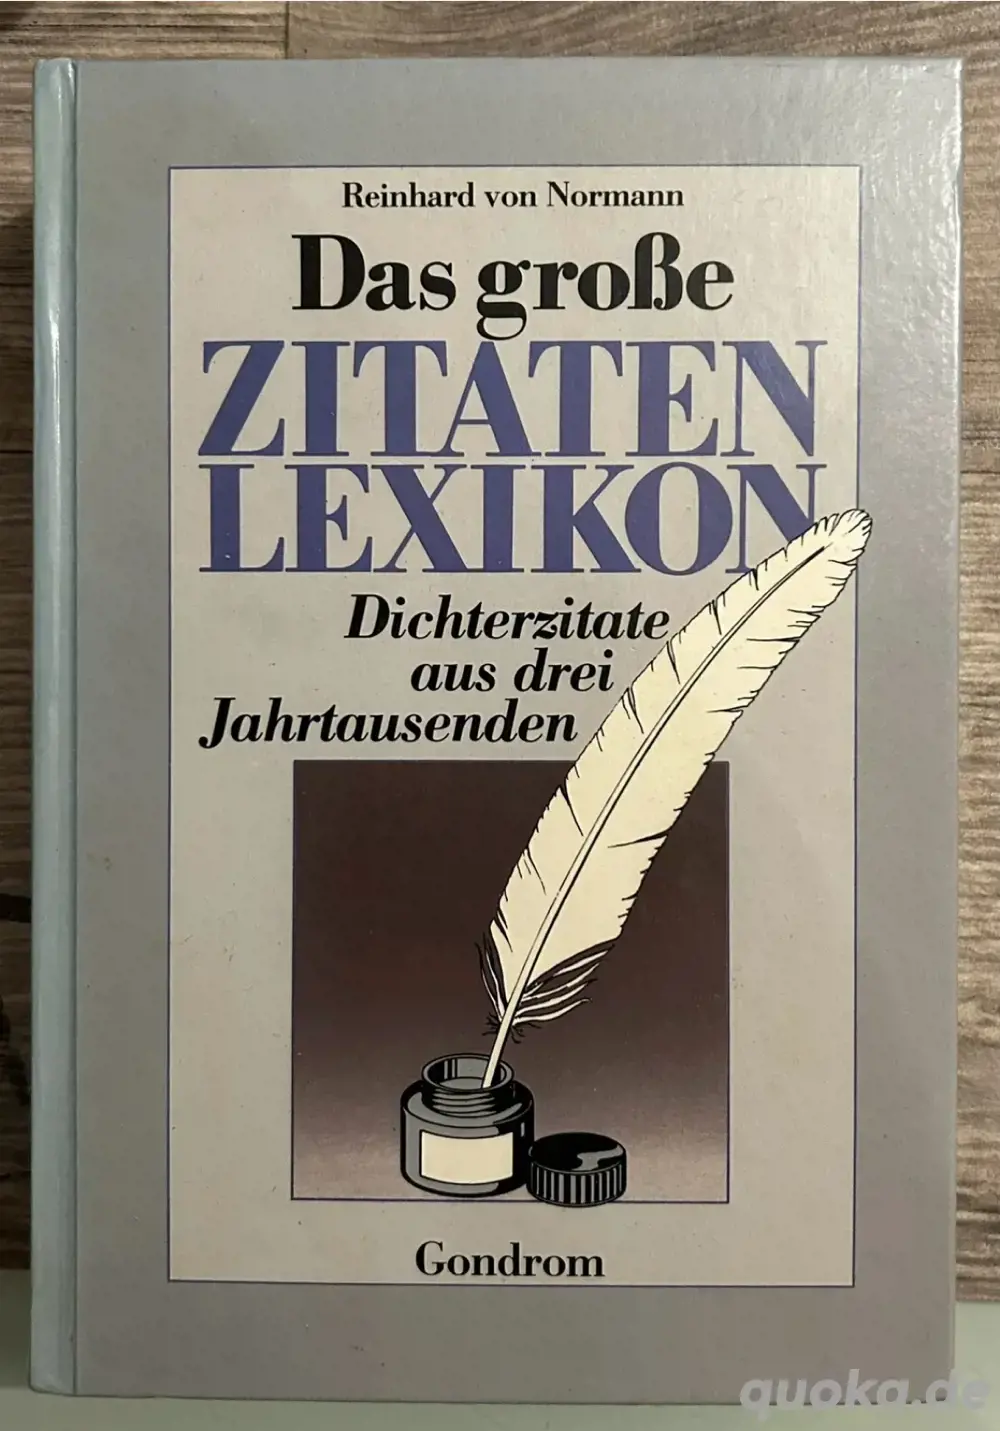 Reinhard von Normann
Das große
ZITATEN
LEXIKON
Dichterzitate
aus drei
Jahrtausenden
Gondrom
quoka.de